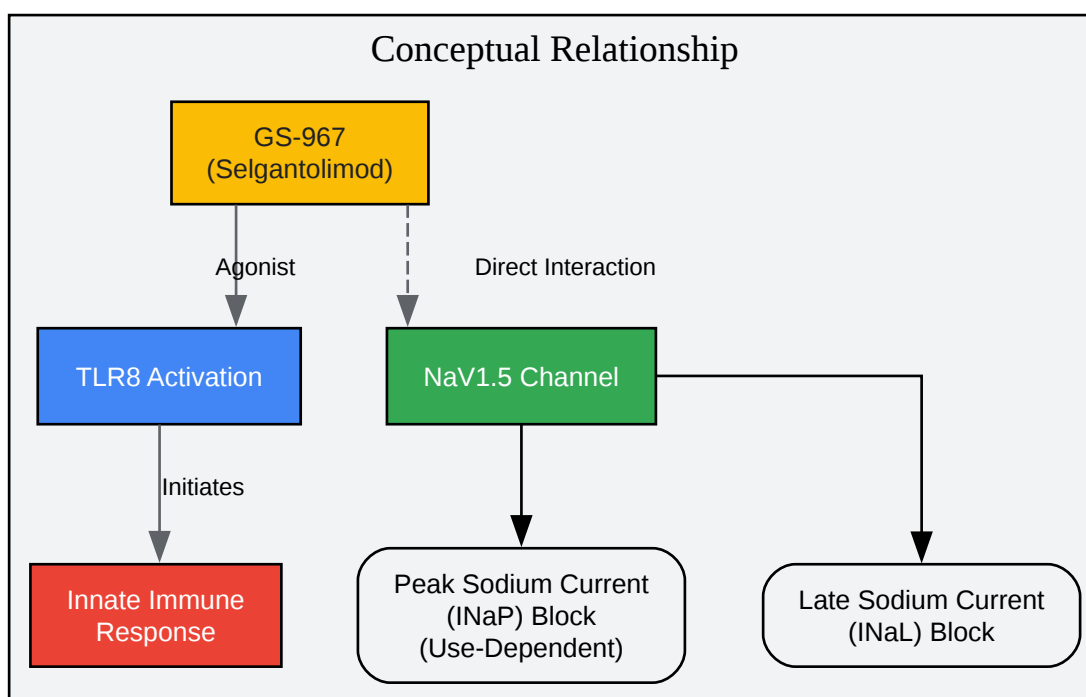 Conceptual Relationship
GS-967
(Selgantolimod)
Agonist
Direct Interaction
TLR8 Activation
NaV1.5 Channel
Initiates
Innate Immune
Response
Peak Sodium Current
(INaP) Block
(Use-Dependent)
Late Sodium Current
(INaL) Block